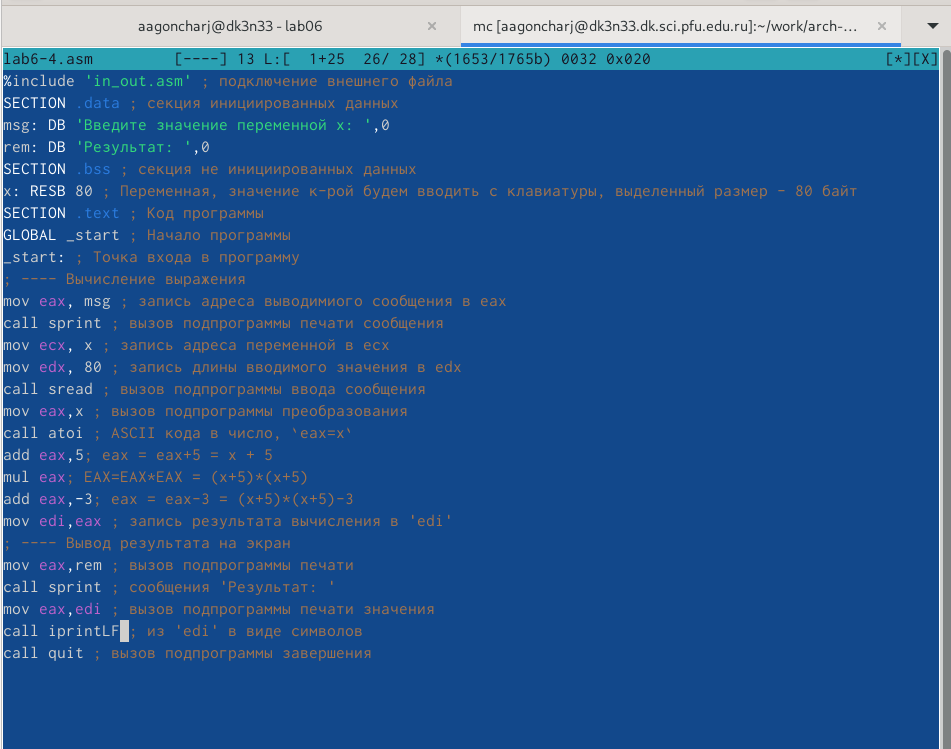 aagoncharj@dk3n33 - lab06 ×
mc [aagoncharj@dk3n33.dk.sci.pfu.edu.ru]:~/work/arch-... ×
lab6-4.asm [----] 13 L:[ 1+25 26/ 28] *(1653/1765b) 0032 0x020 [*][X]
%include 'in_out.asm' ; подключение внешнего файла
SECTION .data ; секция инициированных данных
msg: DB 'Введите значение переменной х: ',0
rem: DB 'Результат: ',0
SECTION .bss ; секция не инициированных данных
x: RESB 80 ; Переменная, значение к-рой будем вводить с клавиатуры, выделенный размер - 80 байт
SECTION .text ; Код программы
GLOBAL _start ; Начало программы
_start: ; Точка входа в программу
; ---- Вычисление выражения
mov eax, msg ; запись адреса выводимиого сообщения в eax
call sprint ; вызов подпрограммы печати сообщения
mov ecx, x ; запись адреса переменной в ecx
mov edx, 80 ; запись длины вводимого значения в edx
call sread ; вызов подпрограммы ввода сообщения
mov eax,x ; вызов подпрограммы преобразования
call atoi ; ASCII кода в число, `eax=x`
add eax,5; eax = eax+5 = x + 5
mul eax; EAX=EAX*EAX = (x+5)*(x+5)
add eax,-3; eax = eax-3 = (x+5)*(x+5)-3
mov edi,eax ; запись результата вычисления в 'edi'
; ---- Вывод результата на экран
mov eax,rem ; вызов подпрограммы печати
call sprint ; сообщения 'Результат: '
mov eax,edi ; вызов подпрограммы печати значения
call iprintLF ; из 'edi' в виде символов
call quit ; вызов подпрограммы завершения